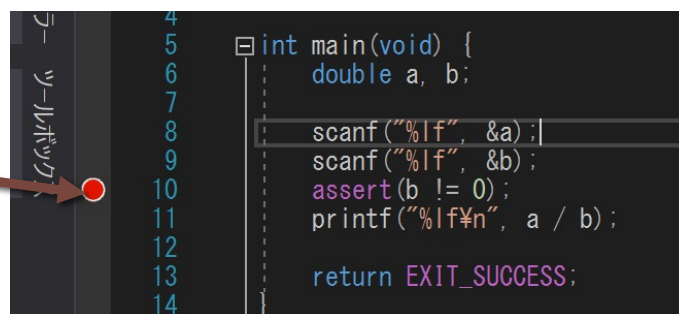 ラー
ツールボックス
4
5 int main(void) {
6 double a, b;
7
8 scanf("%lf", &a);
9 scanf("%lf", &b);
10 assert(b != 0);
11 printf("%lf¥n", a / b);
12
13 return EXIT_SUCCESS;
14 }